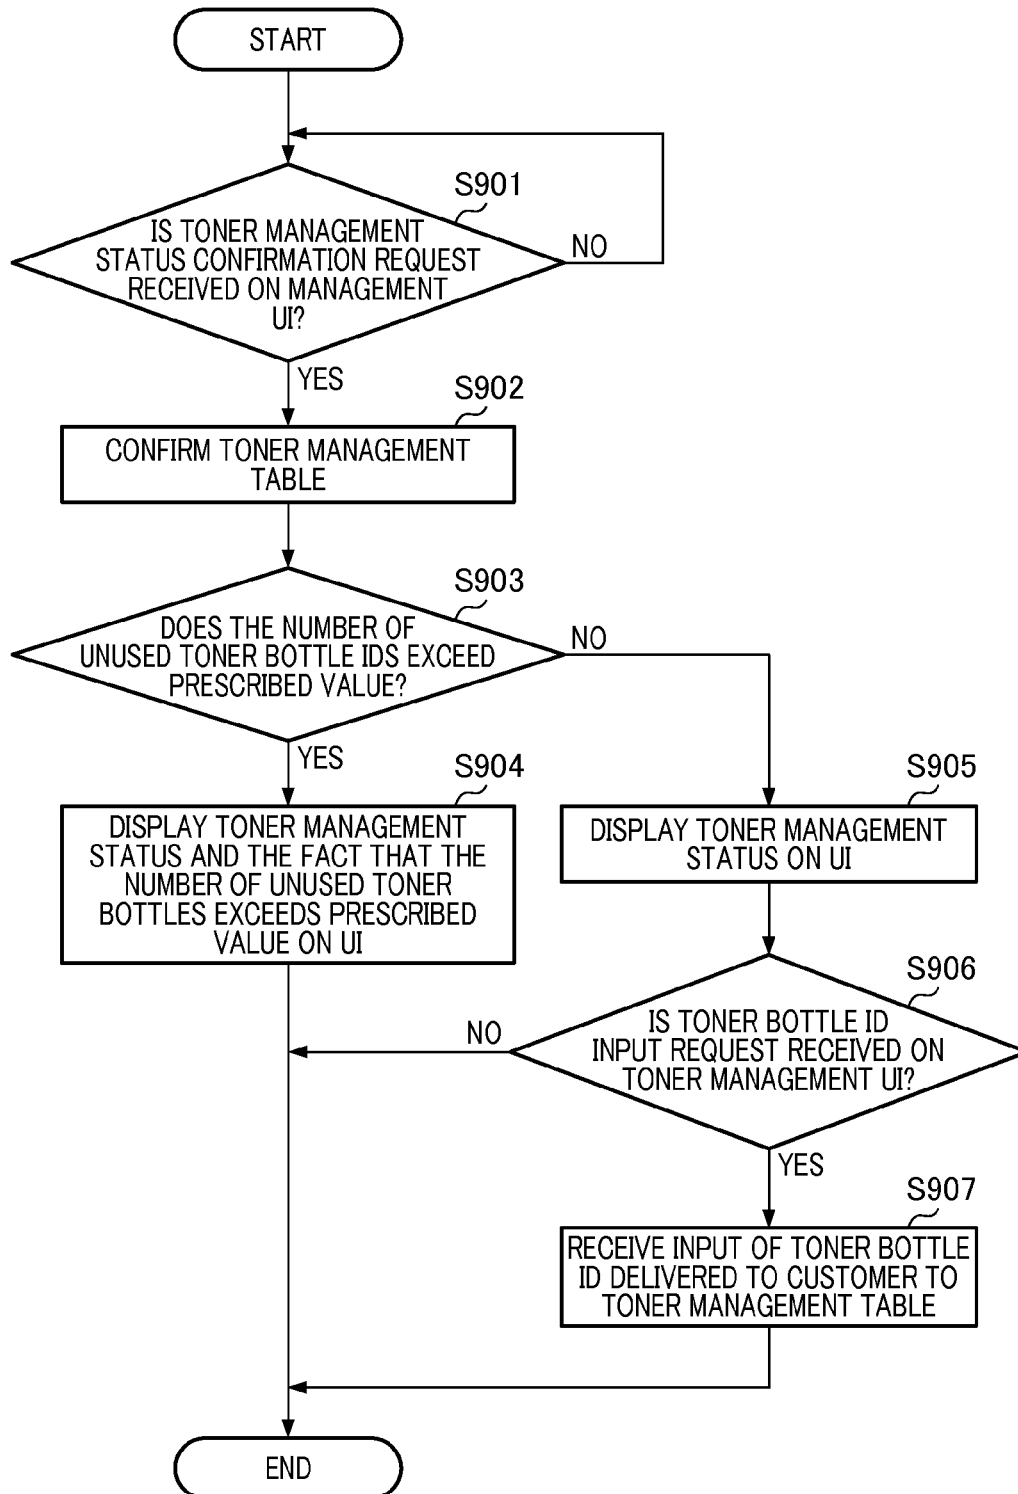 START
S901
IS TONER MANAGEMENT
STATUS CONFIRMATION REQUEST
RECEIVED ON MANAGEMENT
UI?
NO
YES
S902
CONFIRM TONER MANAGEMENT
TABLE
S903
DOES THE NUMBER OF
UNUSED TONER BOTTLE IDS EXCEED
PRESCRIBED VALUE?
NO
YES
S904
DISPLAY TONER MANAGEMENT
STATUS AND THE FACT THAT THE
NUMBER OF UNUSED TONER
BOTTLES EXCEEDS PRESCRIBED
VALUE ON UI
S905
DISPLAY TONER MANAGEMENT
STATUS ON UI
S906
IS TONER BOTTLE ID
INPUT REQUEST RECEIVED ON
TONER MANAGEMENT UI?
NO
YES
S907
RECEIVE INPUT OF TONER BOTTLE
ID DELIVERED TO CUSTOMER TO
TONER MANAGEMENT TABLE
END